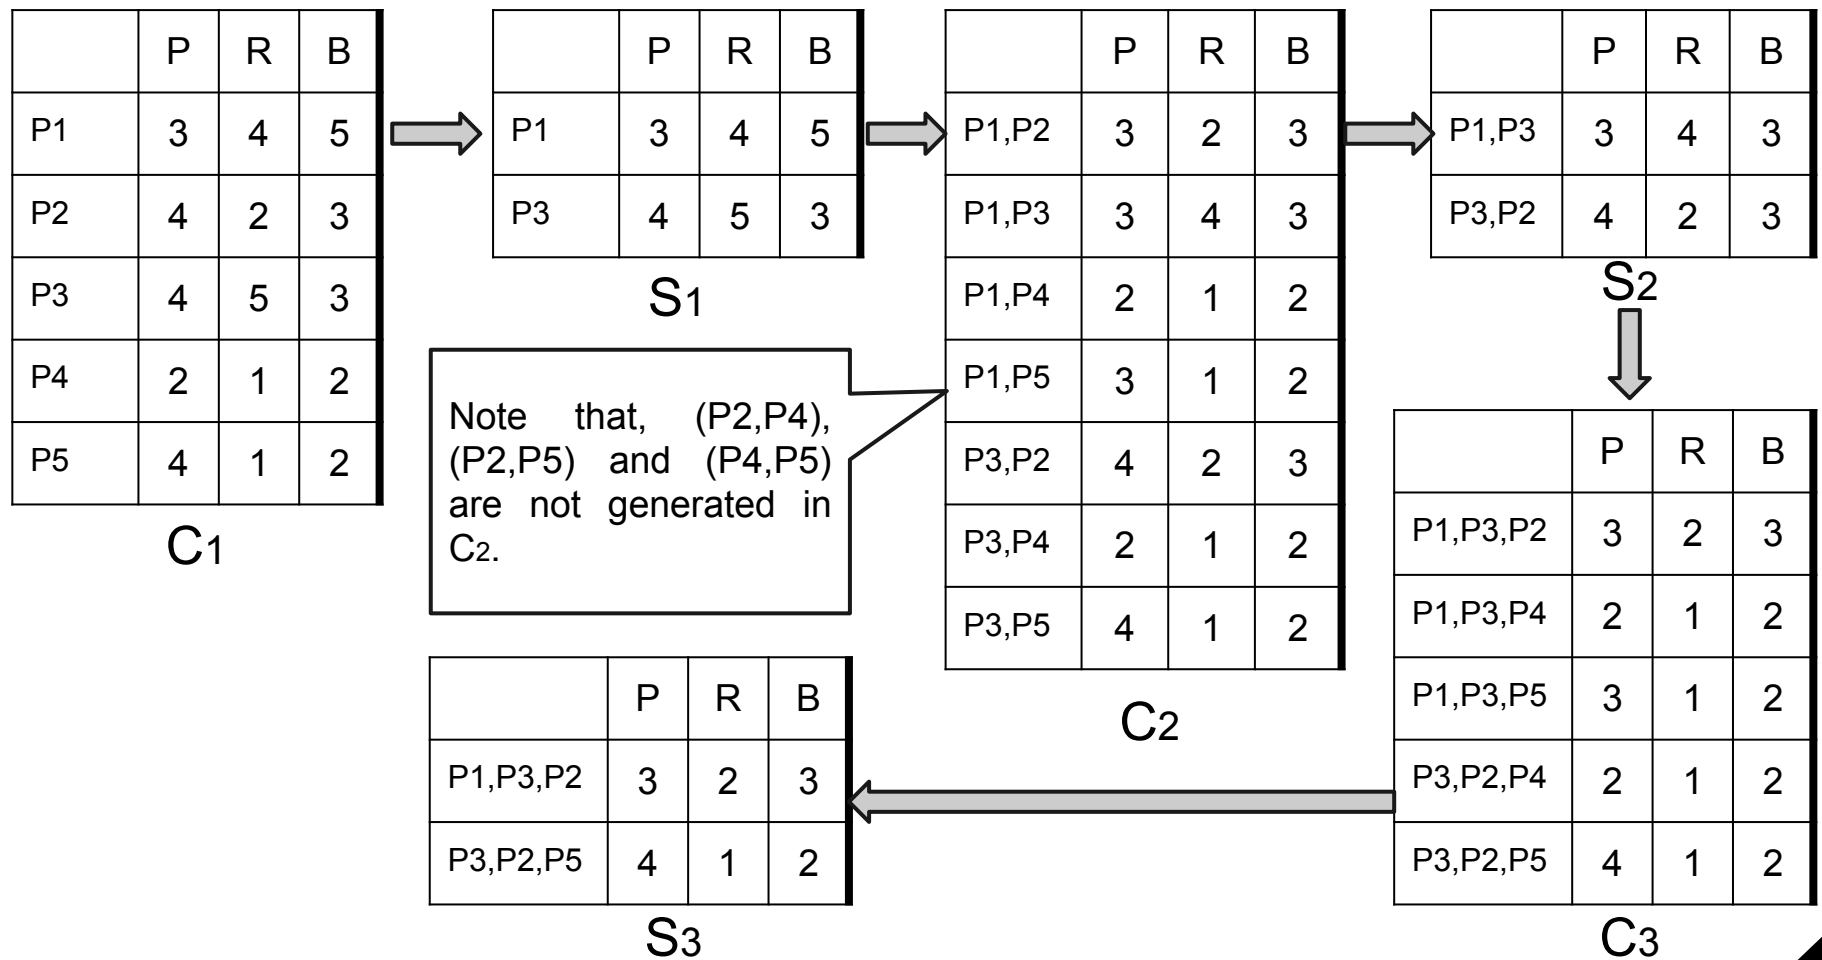 P R B
P1 3 4 5
P2 4 2 3
P3 4 5 3
P4 2 1 2
P5 4 1 2
C1
P R B
P1 3 4 5
P3 4 5 3
S1
Note that, (P2,P4),
(P2,P5) and (P4,P5)
are not generated in
C2.
P R B
P1,P2 3 2 3
P1,P3 3 4 3
P1,P4 2 1 2
P1,P5 3 1 2
P3,P2 4 2 3
P3,P4 2 1 2
P3,P5 4 1 2
C2
P R B
P1,P3 3 4 3
P3,P2 4 2 3
S2
P R B
P1,P3,P2 3 2 3
P1,P3,P4 2 1 2
P1,P3,P5 3 1 2
P3,P2,P4 2 1 2
P3,P2,P5 4 1 2
C3
P R B
P1,P3,P2 3 2 3
P3,P2,P5 4 1 2
S3